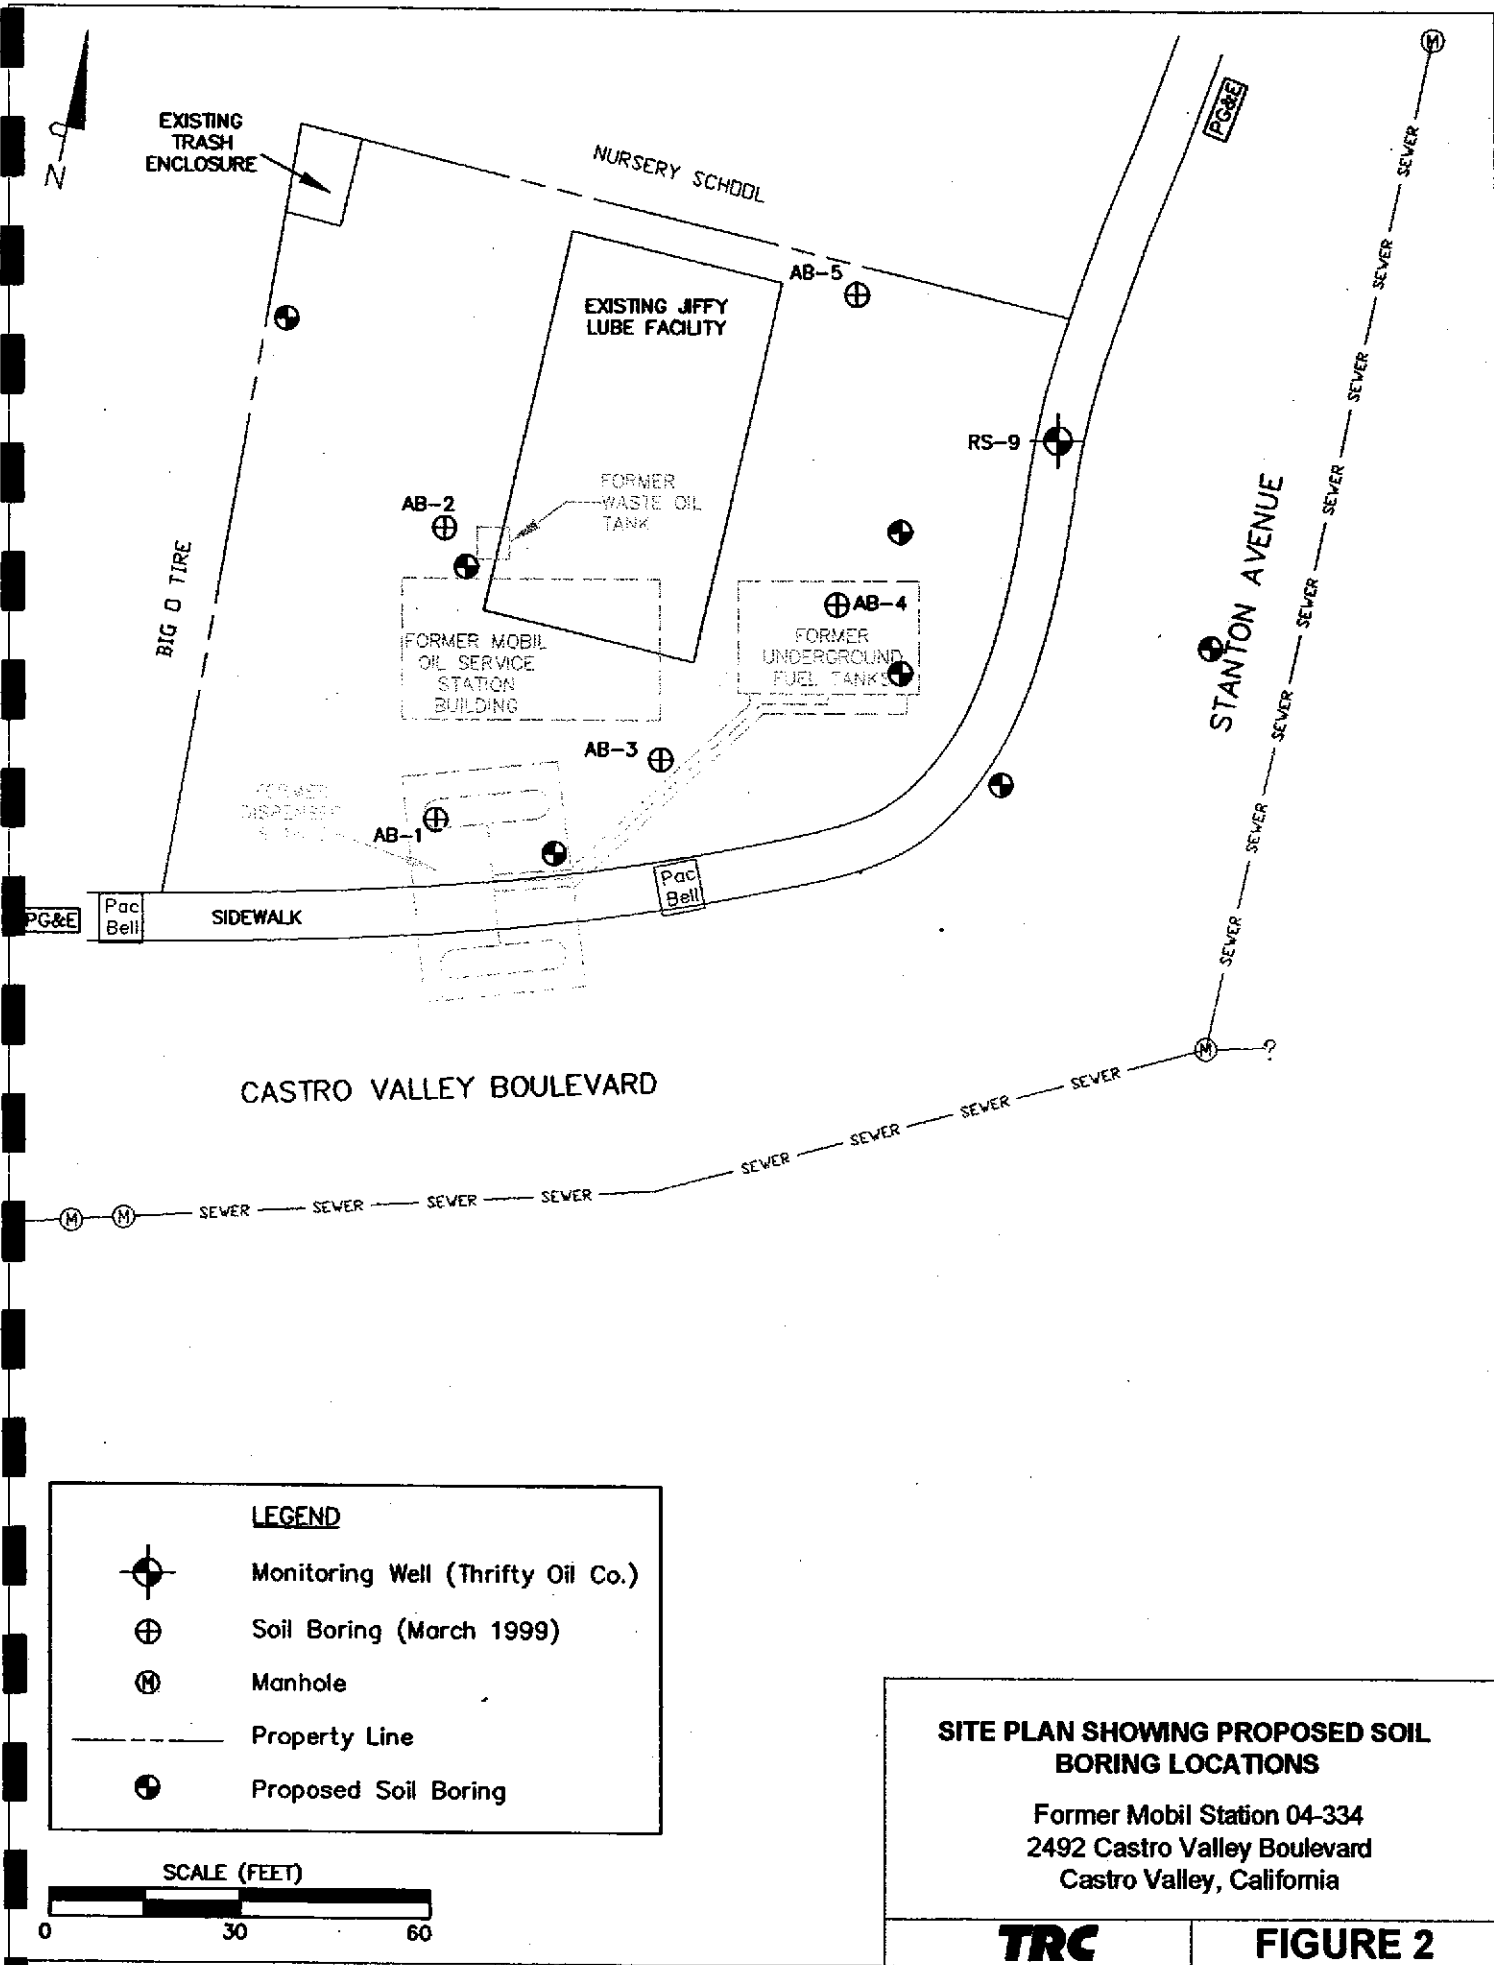 N
EXISTING
TRASH
ENCLOSURE
NURSERY SCHOOL
PG&E
M
SEWER
SEWER
SEWER
SEWER
SEWER
SEWER
SEWER
SEWER
SEWER
AB-5
EXISTING JIFFY
LUBE FACILITY
RS-9
FORMER
WASTE OIL
TANK
AB-2
BIG O TIRE
STANTON AVENUE
AB-4
FORMER
UNDERGROUND
FUEL TANKS
FORMER MOBIL
OIL SERVICE
STATION
BUILDING
AB-3
FORMER
DISPENSER
AB-1
Pac
Bell
PG&E
Pac
Bell
SIDEWALK
M
?
CASTRO VALLEY BOULEVARD
M
M
SEWER
SEWER
SEWER
SEWER
SEWER
SEWER
SEWER
SEWER
LEGEND
Monitoring Well (Thrifty Oil Co.)
Soil Boring (March 1999)
M
Manhole
Property Line
Proposed Soil Boring
SCALE (FEET)
0
30
60
SITE PLAN SHOWING PROPOSED SOIL
BORING LOCATIONS
Former Mobil Station 04-334
2492 Castro Valley Boulevard
Castro Valley, California
TRC
FIGURE 2